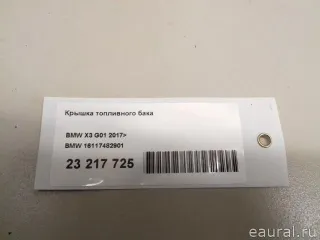 Крышка топливного бака
BMW X3 G01 2017>
BMW 16117482901
23 217 725
eaural.ru